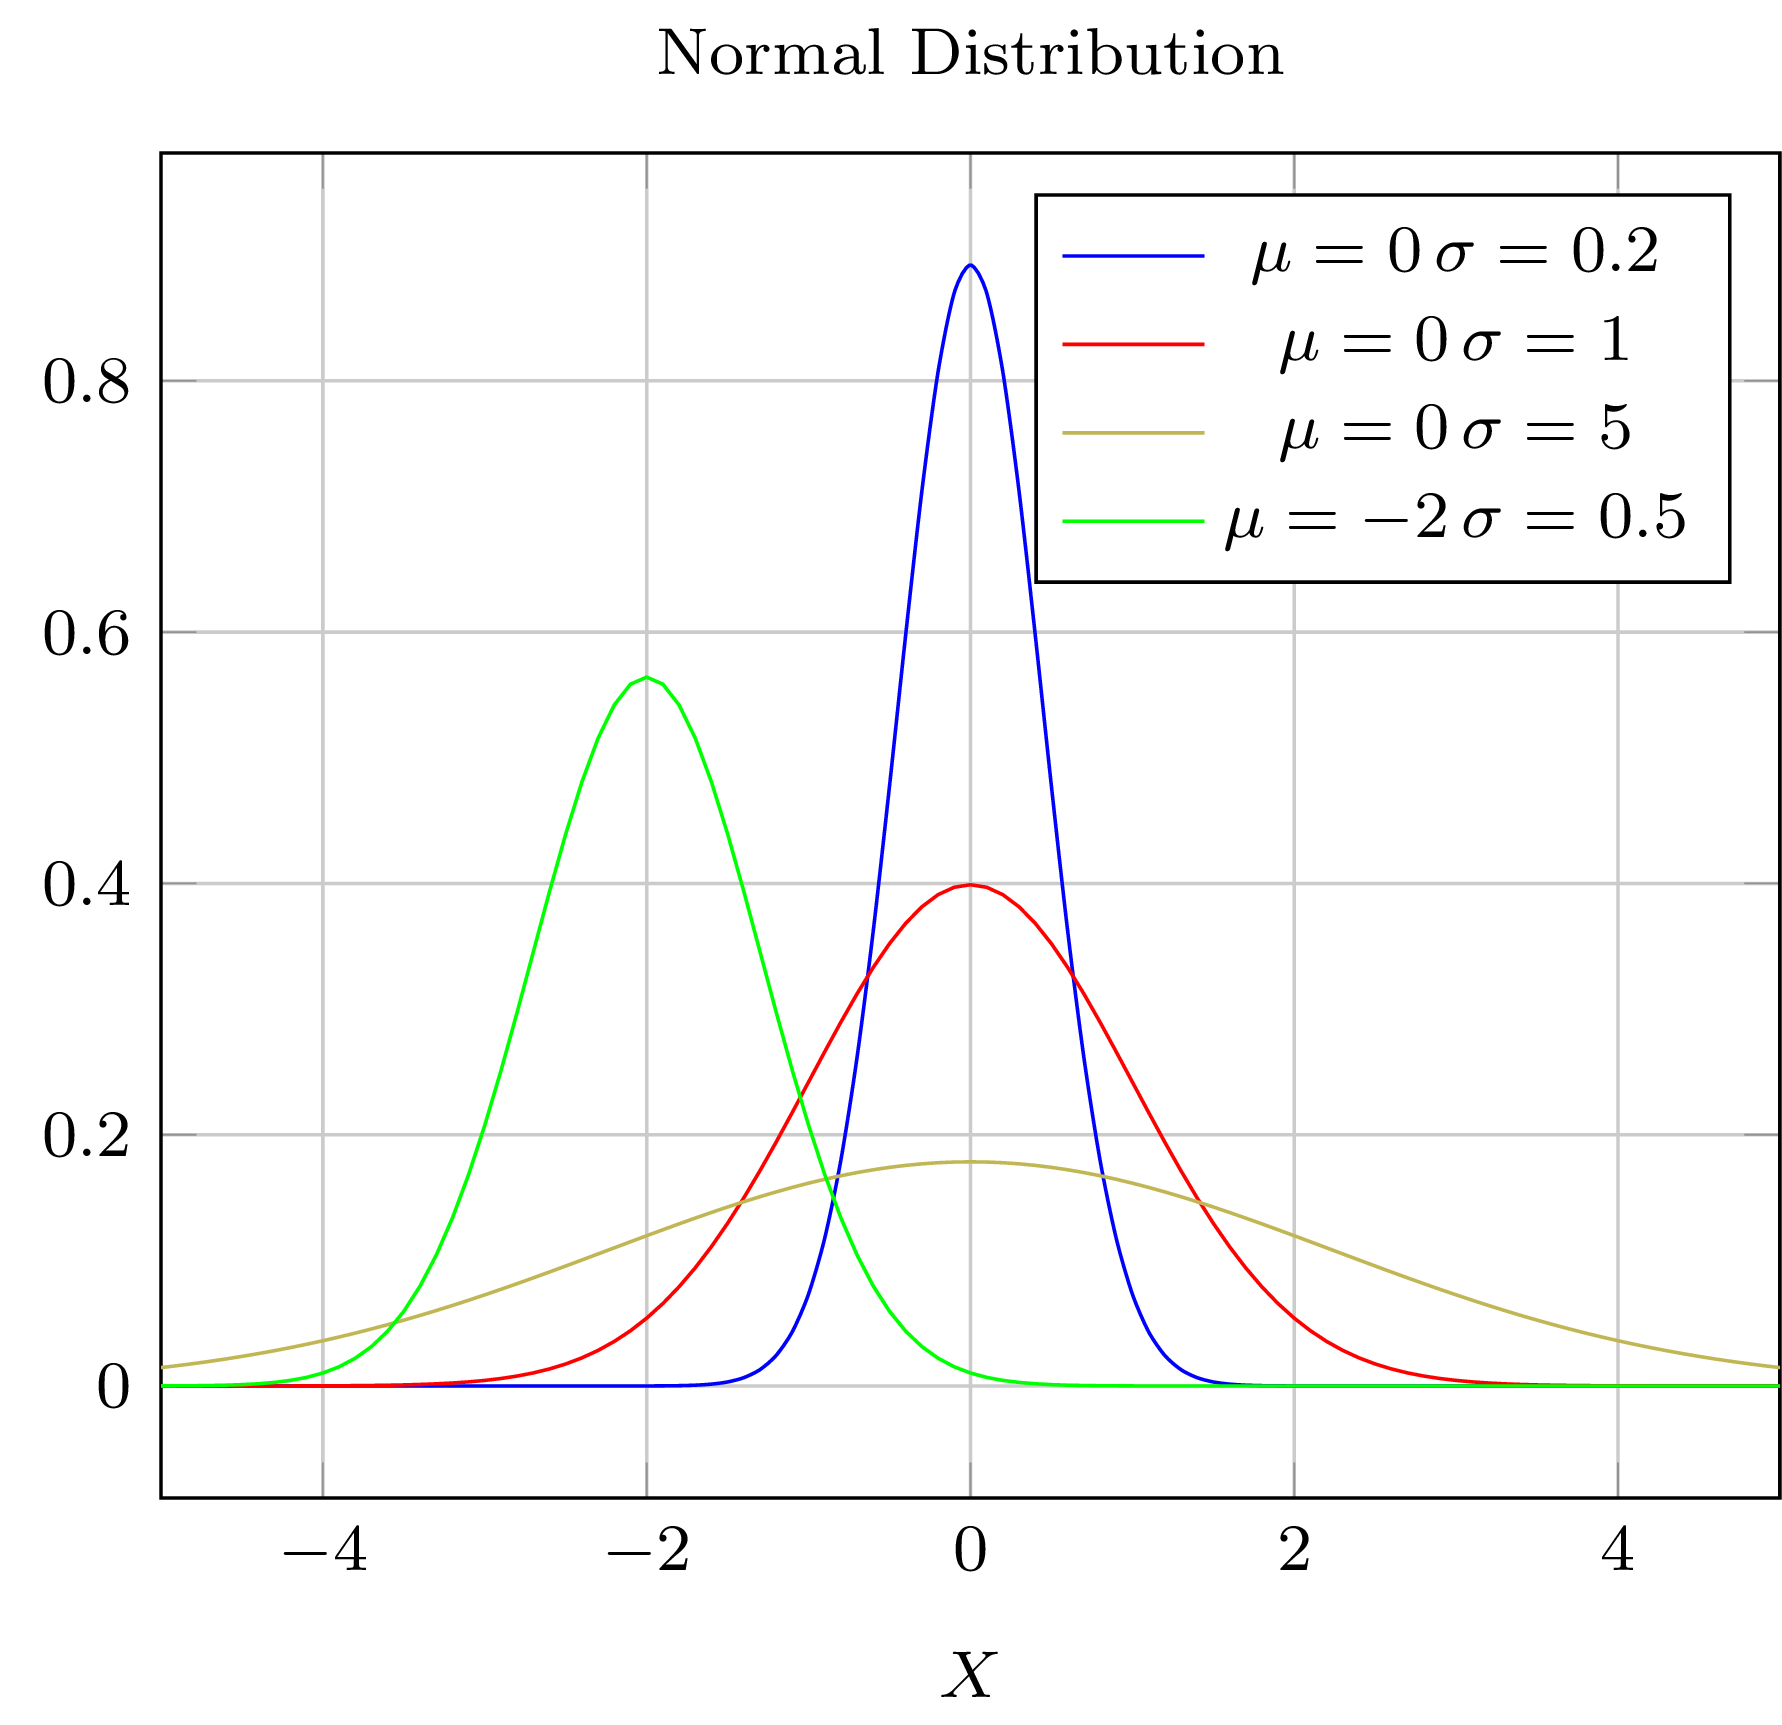 Normal Distribution
μ = 0 σ = 0.2
μ = 0 σ = 1
μ = 0 σ = 5
μ = −2 σ = 0.5
0.8
0.6
0.4
0.2
0
−4 −2 0 2 4
X